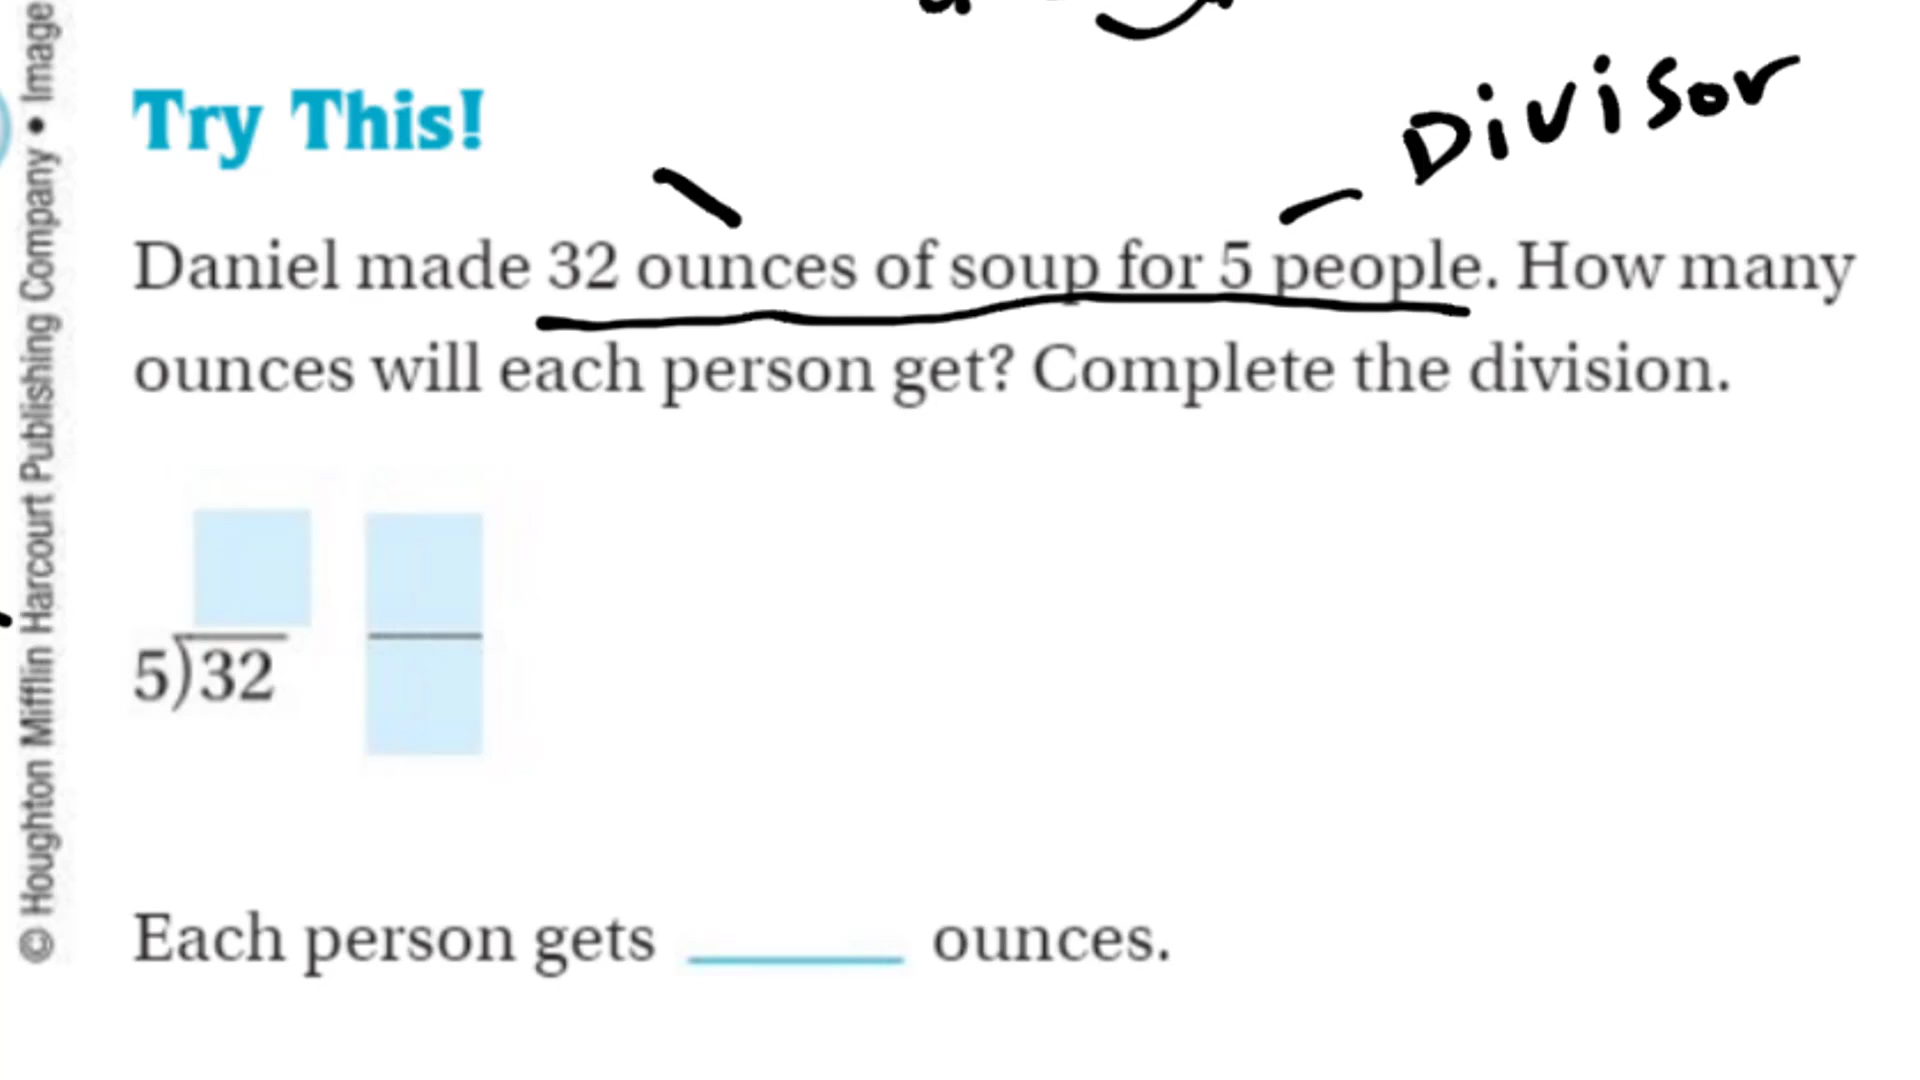 Try This!
Divisor
Daniel made 32 ounces of soup for 5 people. How many
ounces will each person get? Complete the division.
5)32
Each person gets ______ ounces.
© Houghton Mifflin Harcourt Publishing Company • Image